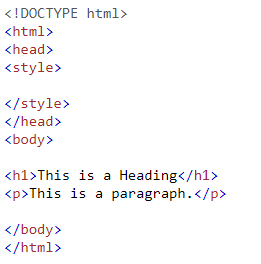 <!DOCTYPE html>
<html>
<head>
<style>
</style>
</head>
<body>
<h1>This is a Heading</h1>
<p>This is a paragraph.</p>
</body>
</html>